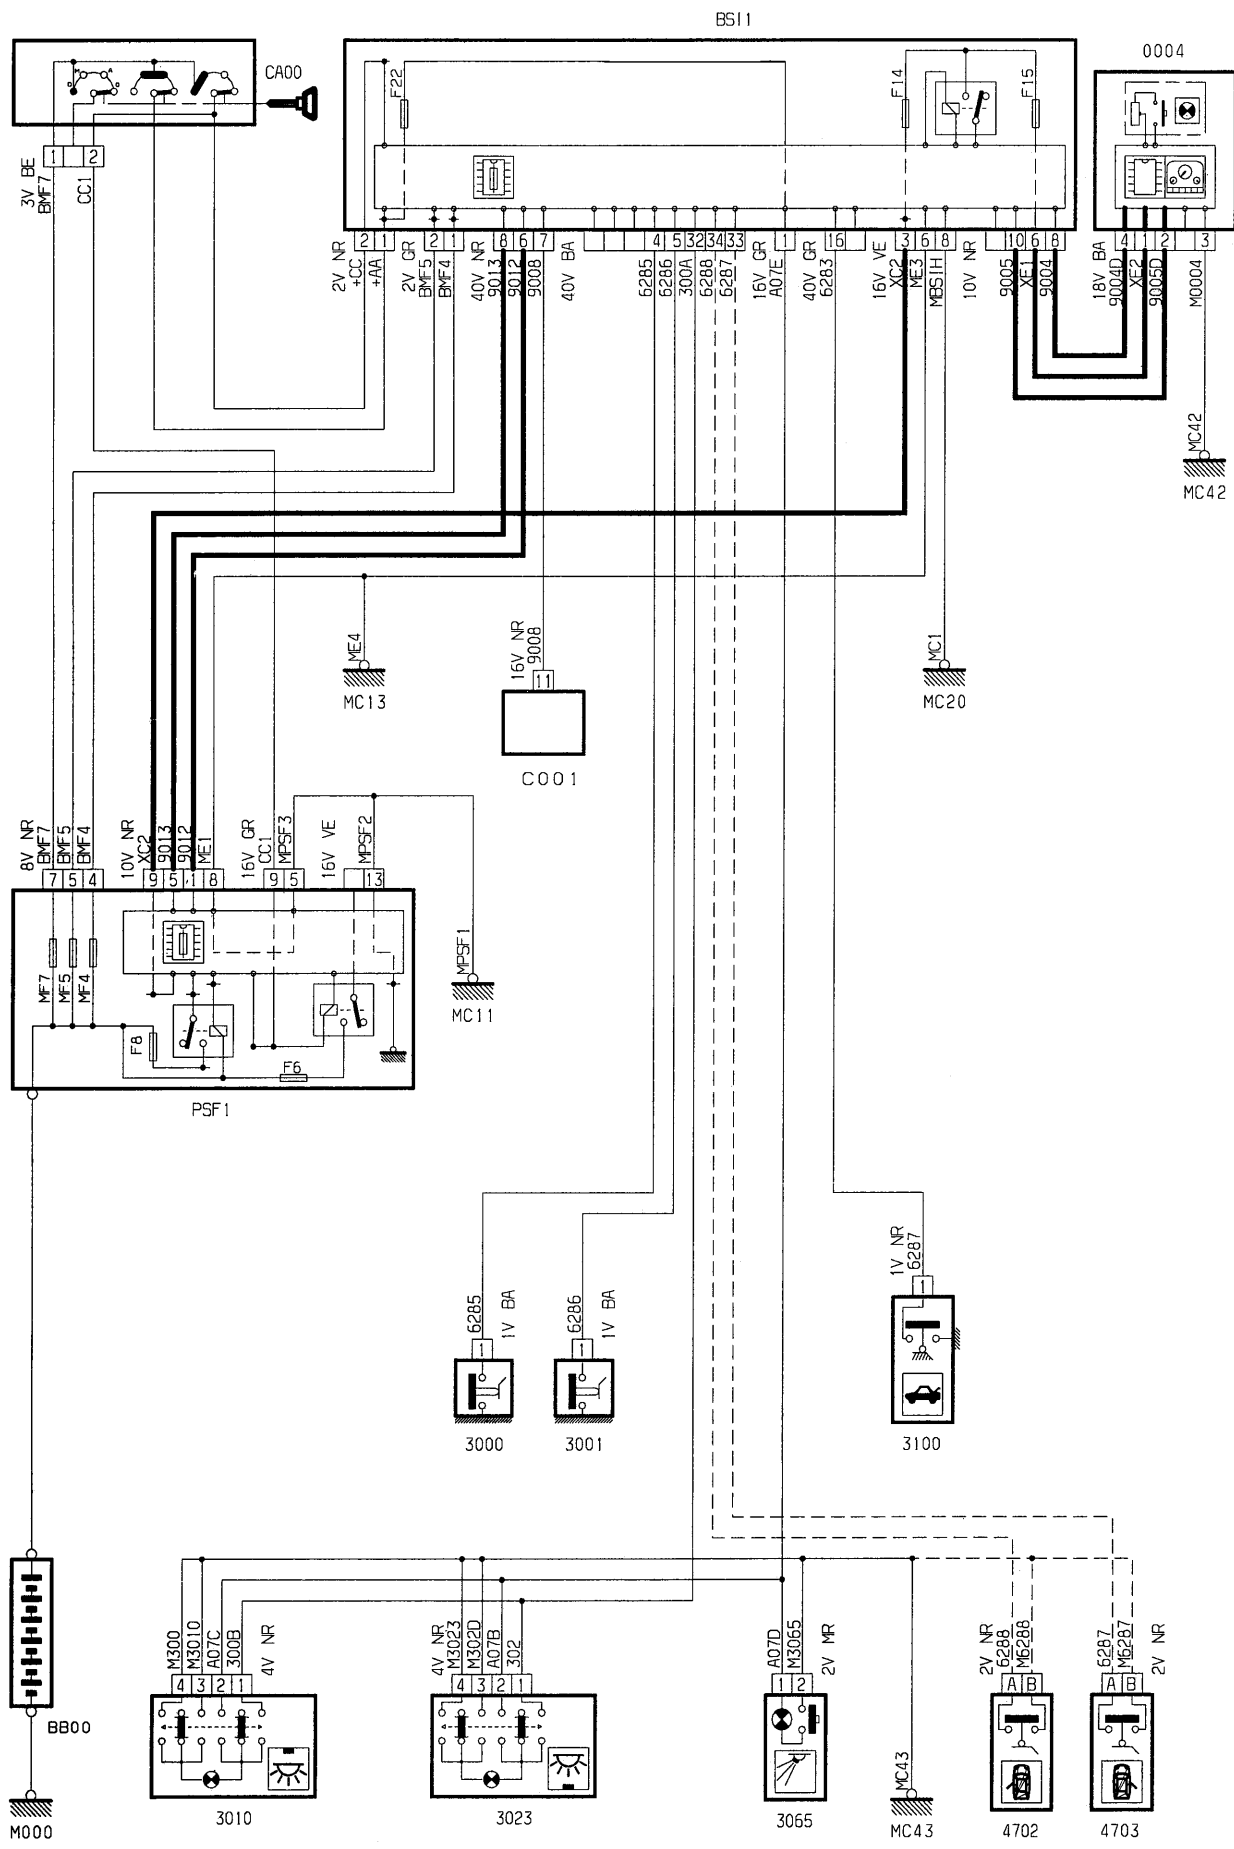 BSI1
0004
CA00
F22
F14
F15
1 2
3V BE
BMF7
CC1
2 1
2 1
8 6 7
4 5 32 34 33
1
16
3 6 8
10 6 8
4 1 2 3
2V NR
+CC
+AA
2V GR
BMF5
BMF4
40V NR
9013
9012
9008
40V BA
6285
6286
300A
6288
6287
16V GR
A07E
40V GR
6283
16V VE
XC2
ME3
MBSIH
10V NR
9005
XE1
9004
18V BA
9004D
XE2
9005D
M0004
MC42
MC42
ME4
MC13
16V NR
9008
11
C001
MC1
MC20
8V NR
BMF7
BMF5
BMF4
10V NR
XC2
9013
9012
ME1
16V GR
CC1
MPSF3
16V VE
MPSF2
7 5 4
9 5 1 8
9 5
13
MF7
MF5
MF4
MPSF1
MC11
F8
F6
PSF1
1V NR
6287
1
3100
6285
1V BA
6286
1V BA
1
1
3000
3001
BB00
M000
M300
M3010
A07C
300B
4V NR
4 3 2 1
3010
4V NR
M3023
M302D
A07B
302
4 3 2 1
3023
A07D
M3065
2V MR
1 2
3065
MC43
MC43
2V NR
6288
M6288
A B
4702
6287
M6287
2V NR
A B
4703